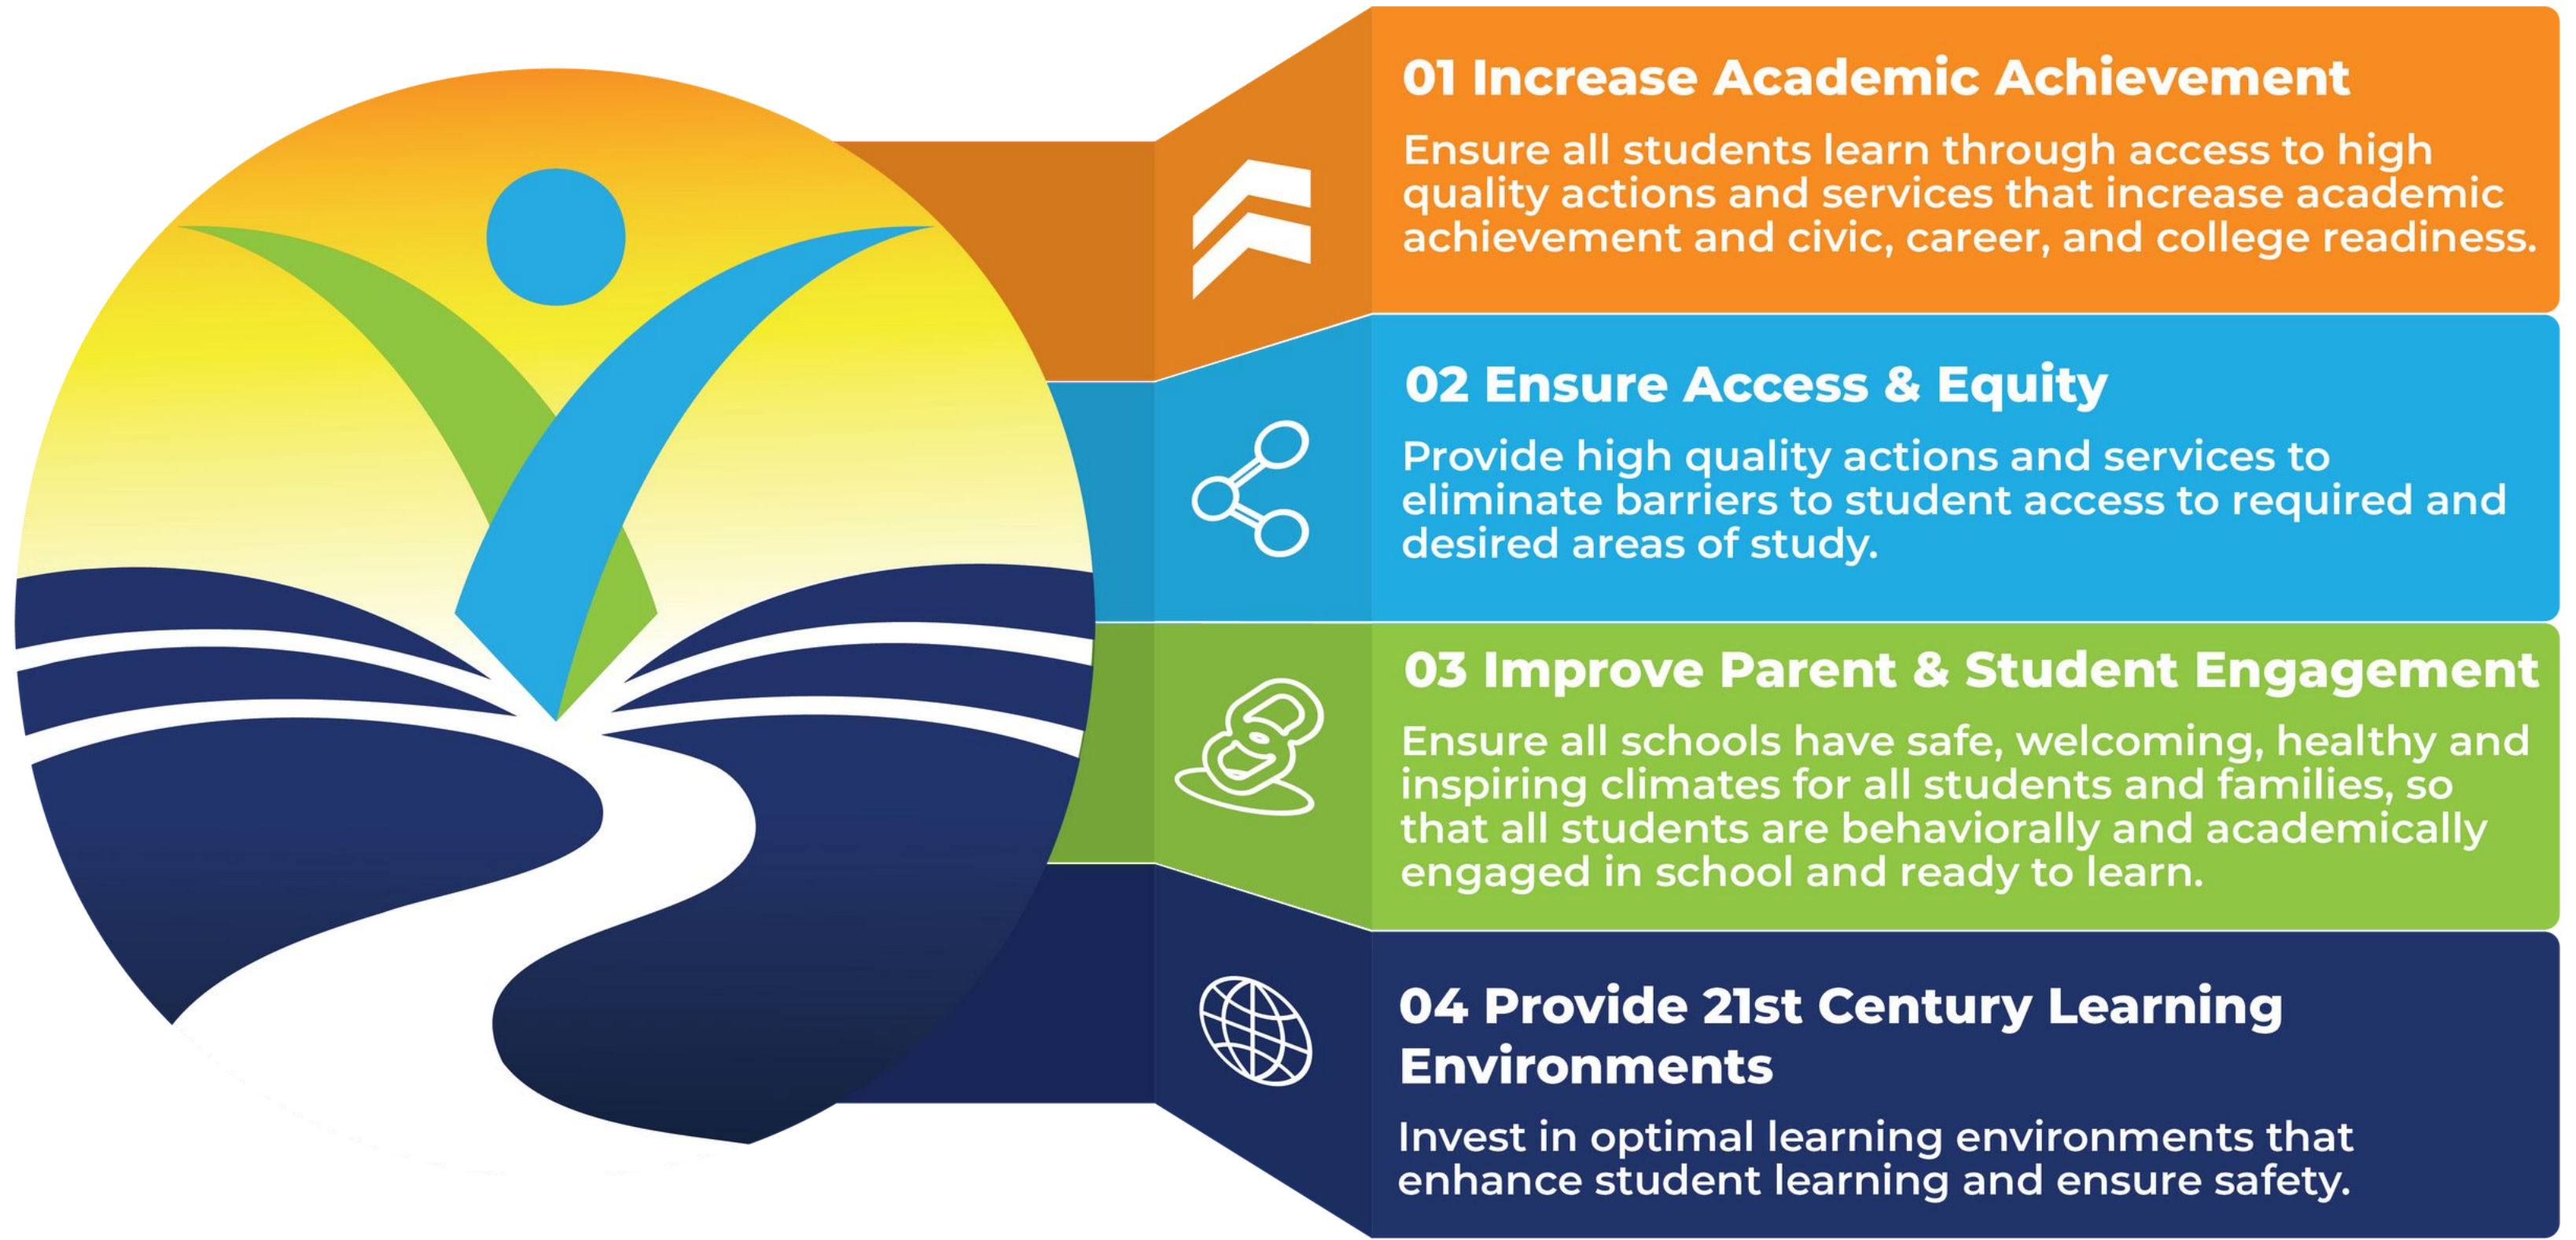 01 Increase Academic Achievement
Ensure all students learn through access to high
quality actions and services that increase academic
achievement and civic, career, and college readiness.
02 Ensure Access & Equity
Provide high quality actions and services to
eliminate barriers to student access to required and
desired areas of study.
03 Improve Parent & Student Engagement
Ensure all schools have safe, welcoming, healthy and
inspiring climates for all students and families, so
that all students are behaviorally and academically
engaged in school and ready to learn.
04 Provide 21st Century Learning
Environments
Invest in optimal learning environments that
enhance student learning and ensure safety.